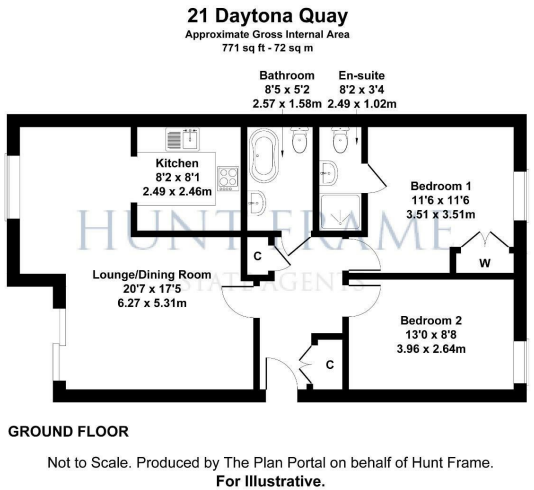 21 Daytona Quay
Approximate Gross Internal Area
771 sq ft - 72 sq m
Bathroom
8'5 x 5'2
2.57 x 1.58m
En-suite
8'2 x 3'4
2.49 x 1.02m
Kitchen
8'2 x 8'1
2.49 x 2.46m
Bedroom 1
11'6 x 11'6
3.51 x 3.51m
HUNT FRAME
ESTATE AGENTS
C
W
Lounge/Dining Room
20'7 x 17'5
6.27 x 5.31m
Bedroom 2
13'0 x 8'8
3.96 x 2.64m
C
GROUND FLOOR
Not to Scale. Produced by The Plan Portal on behalf of Hunt Frame.
For Illustrative.